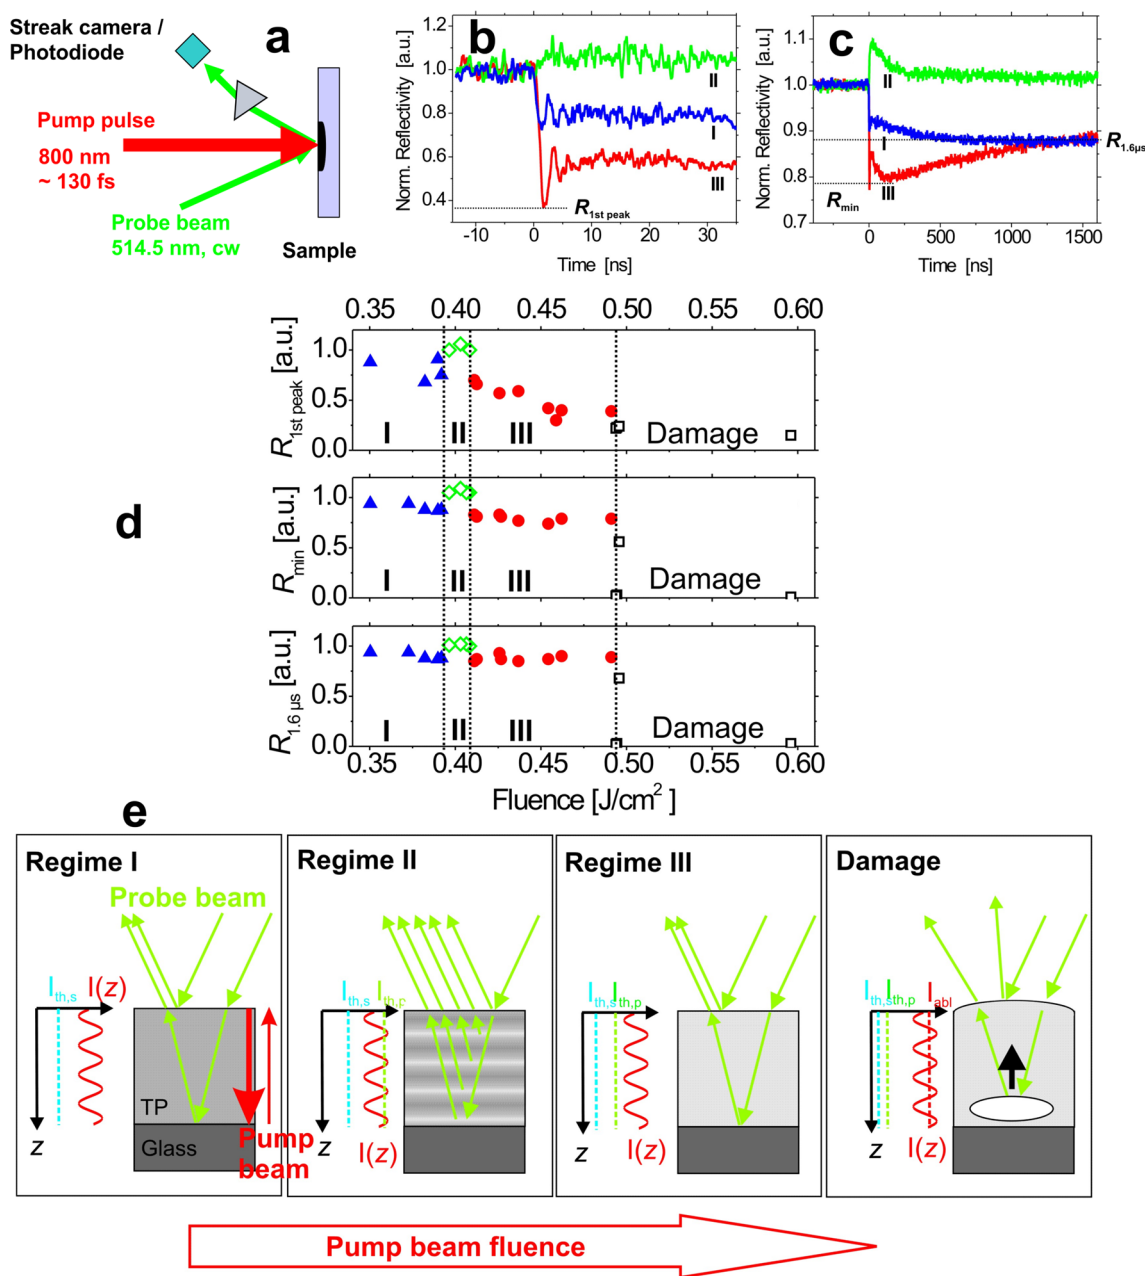 a
Streak camera /
Photodiode
Pump pulse
800 nm
~ 130 fs
Probe beam
514.5 nm, cw
Sample
b
Norm. Reflectivity [a.u.]
1.2
1.0
0.8
0.6
0.4
II
I
III
R1st peak
-10 0 10 20 30
Time [ns]
c
Norm. Reflectivity [a.u.]
1.1
1.0
0.9
0.8
0.7
II
I
III
R1.6µs
Rmin
0 500 1000 1500
Time [ns]
d
0.35 0.40 0.45 0.50 0.55 0.60
R1st peak [a.u.]
1.0
0.5
0.0
I II III Damage
Rmin [a.u.]
1.0
0.5
0.0
I II III Damage
R1.6 µs [a.u.]
1.0
0.5
0.0
I II III Damage
0.35 0.40 0.45 0.50 0.55 0.60
Fluence [J/cm2 ]
e
Regime I
Probe beam
Ith,s I(z)
z
TP
Glass
Pump
beam
Regime II
Ith,s Ith,p
z
I(z)
Regime III
Ith,s Ith,p
z
I(z)
Damage
Ith,s Ith,p Iabl
z
I(z)
Pump beam fluence